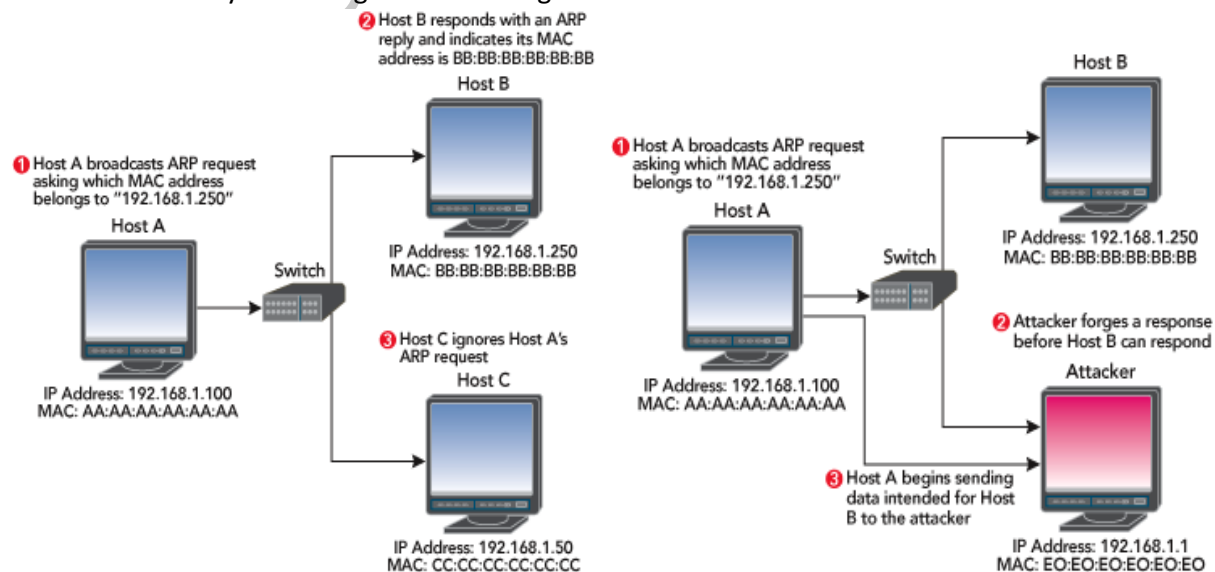 2 Host B responds with an ARP
reply and indicates its MAC
address is BB:BB:BB:BB:BB:BB
Host B
1 Host A broadcasts ARP request
asking which MAC address
belongs to "192.168.1.250"
Host A
Switch
IP Address: 192.168.1.250
MAC: BB:BB:BB:BB:BB:BB
3 Host C ignores Host A's
ARP request
Host C
IP Address: 192.168.1.100
MAC: AA:AA:AA:AA:AA:AA
IP Address: 192.168.1.50
MAC: CC:CC:CC:CC:CC:CC
Host B
1 Host A broadcasts ARP request
asking which MAC address
belongs to "192.168.1.250"
Host A
Switch
IP Address: 192.168.1.250
MAC: BB:BB:BB:BB:BB:BB
2 Attacker forges a response
before Host B can respond
Attacker
IP Address: 192.168.1.100
MAC: AA:AA:AA:AA:AA:AA
3 Host A begins sending
data intended for Host
B to the attacker
IP Address: 192.168.1.1
MAC: EO:EO:EO:EO:EO:EO